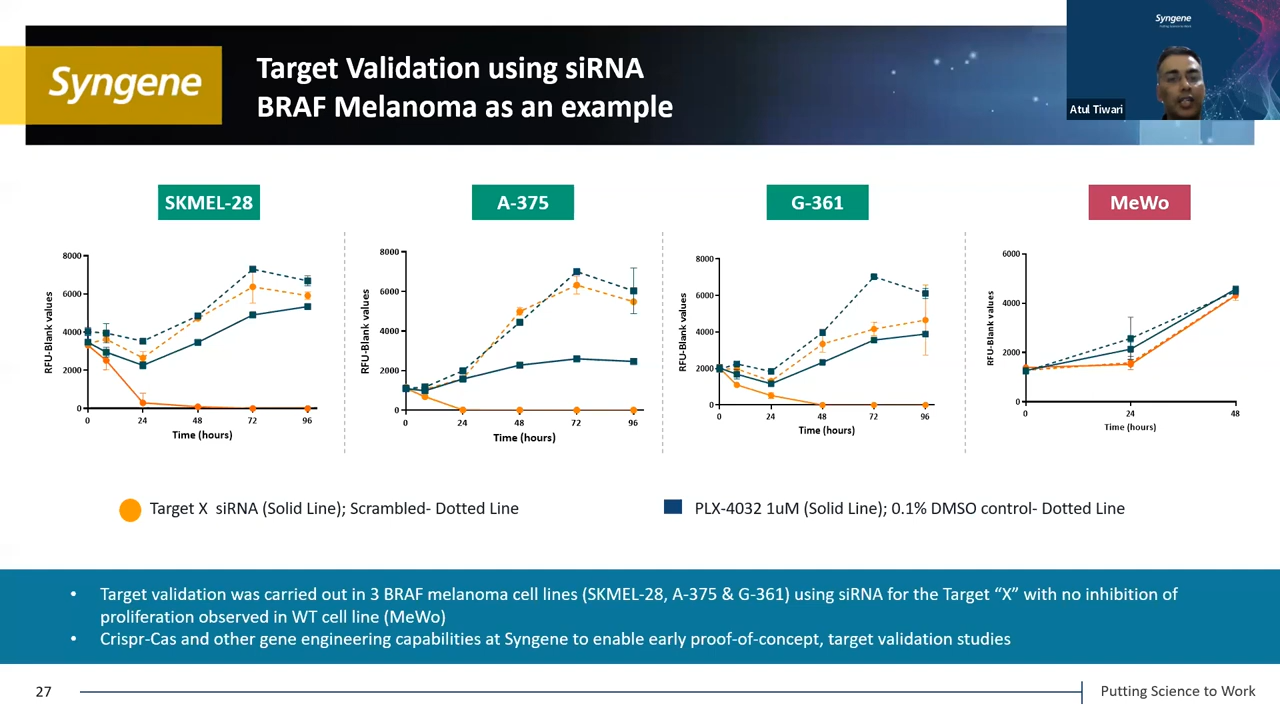 Syngene
Putting Science to Work
Atul Tiwari
Syngene
Target Validation using siRNA
BRAF Melanoma as an example
SKMEL-28
A-375
G-361
MeWo
RFU-Blank values
8000
6000
4000
2000
0
0
24
48
72
96
Time (hours)
RFU-Blank values
8000
6000
4000
2000
0
0
24
48
72
96
Time (hours)
RFU-Blank values
8000
6000
4000
2000
0
0
24
48
72
96
Time (hours)
RFU-Blank values
6000
4000
2000
0
0
24
48
Time (hours)
Target X siRNA (Solid Line); Scrambled- Dotted Line
PLX-4032 1uM (Solid Line); 0.1% DMSO control- Dotted Line
• Target validation was carried out in 3 BRAF melanoma cell lines (SKMEL-28, A-375 & G-361) using siRNA for the Target “X” with no inhibition of
proliferation observed in WT cell line (MeWo)
• Crispr-Cas and other gene engineering capabilities at Syngene to enable early proof-of-concept, target validation studies
27
Putting Science to Work